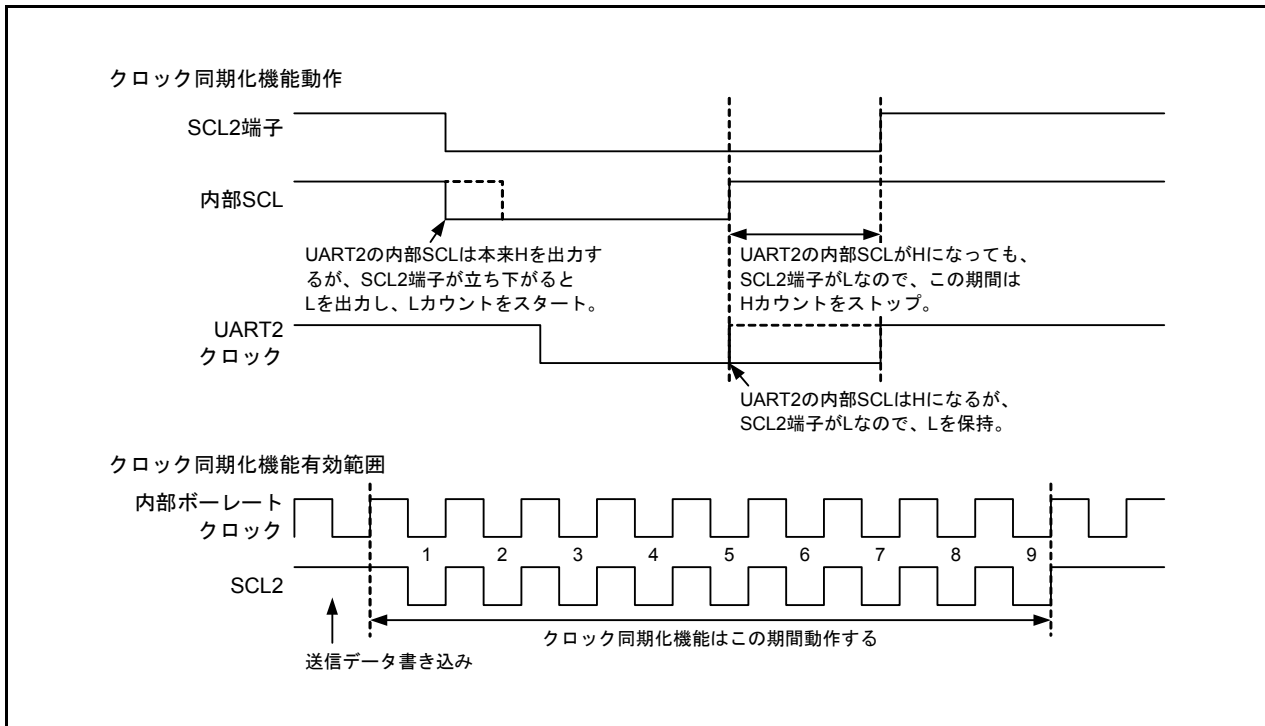 クロック同期化機能動作
SCL2端子
内部SCL
UART2の内部SCLは本来Hを出力す
るが、SCL2端子が立ち下がると
Lを出力し、Lカウントをスタート。
UART2の内部SCLがHになっても、
SCL2端子がLなので、この期間は
Hカウントをストップ。
UART2
クロック
UART2の内部SCLはHになるが、
SCL2端子がLなので、Lを保持。
クロック同期化機能有効範囲
内部ボーレート
クロック
1 2 3 4 5 6 7 8 9
SCL2
クロック同期化機能はこの期間動作する
送信データ書き込み